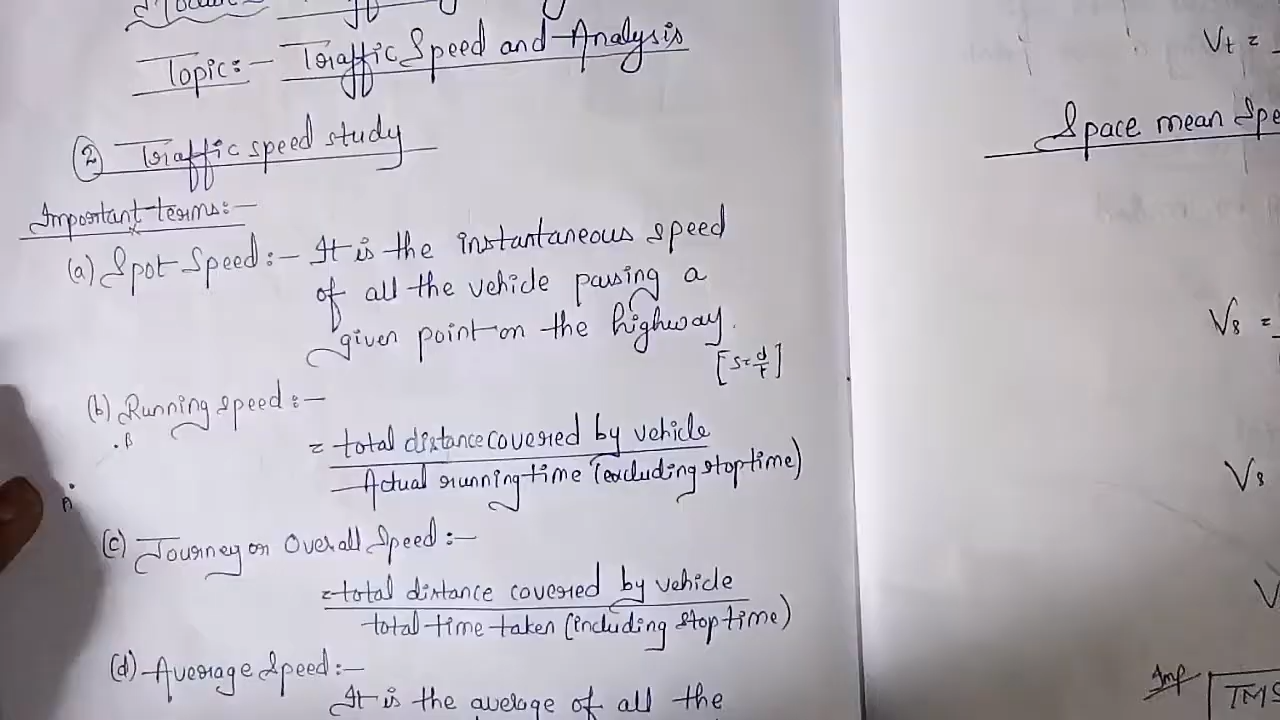 Topic:- Traffic Speed and Analysis
② Traffic speed study
Important terms:-
(a) Spot Speed:- It is the instantaneous speed
of all the vehicle passing a
given point on the highway.
[S=d/t]
(b) Running speed:-
= total distance covered by vehicle
Actual running time (excluding stop time)
(c) Journey or Overall Speed:-
= total distance covered by vehicle
total time taken (including stop time)
(d) Average Speed:-
It is the average of all the
Vt =
Space mean Spe
Vs =
Vs
V
Imp
TMS